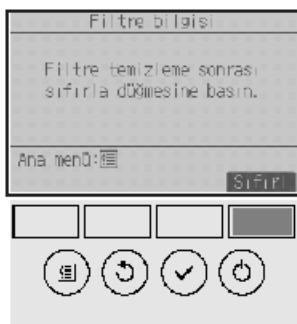 Filtre bilgisi
Filtre temizleme sonrası
sıfırla düğmesine basın.
Ana menü:
Sıfırl